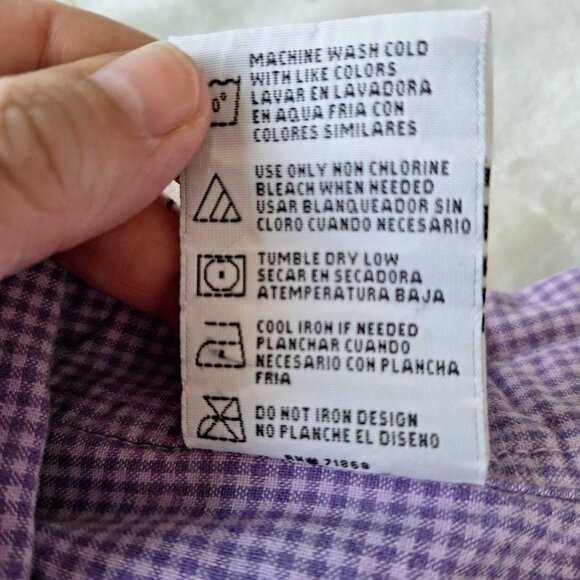 MACHINE WASH COLD
WITH LIKE COLORS
LAVAR EN LAVADORA
EN AQUA FRIA CON
COLORES SIMILARES
USE ONLY NON CHLORINE
BLEACH WHEN NEEDED
USAR BLANQUEADOR SIN
CLORO CUANDO NECESARIO
TUMBLE DRY LOW
SECAR EN SECADORA
ATEMPERATURA BAJA
COOL IRON IF NEEDED
PLANCHAR CUANDO
NECESARIO CON PLANCHA
FRIA
DO NOT IRON DESIGN
NO PLANCHE EL DISENO
RN# 71868